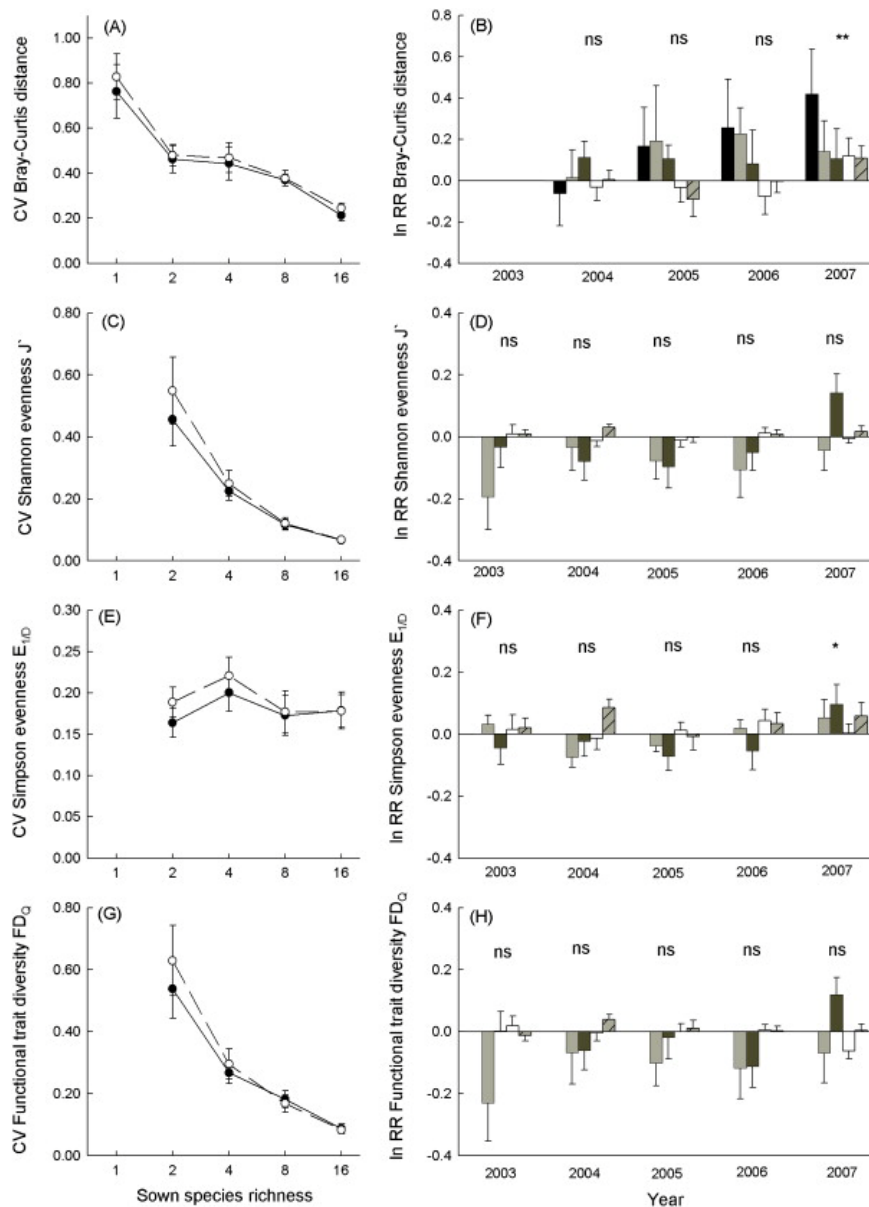 (A)
CV Bray-Curtis distance
1.00
0.80
0.60
0.40
0.20
0.00
1 2 4 8 16
(B)
ns ns ns **
ln RR Bray-Curtis distance
0.8
0.6
0.4
0.2
0.0
-0.2
-0.4
2003 2004 2005 2006 2007
(C)
CV Shannon evenness J`
0.80
0.60
0.40
0.20
0.00
1 2 4 8 16
(D)
ns ns ns ns ns
ln RR Shannon evenness J`
0.4
0.2
0.0
-0.2
-0.4
2003 2004 2005 2006 2007
(E)
CV Simpson evenness E1/D
0.30
0.25
0.20
0.15
0.10
0.05
0.00
1 2 4 8 16
(F)
ns ns ns ns *
ln RR Simpson evenness E1/D
0.4
0.2
0.0
-0.2
-0.4
2003 2004 2005 2006 2007
(G)
CV Functional trait diversity FDQ
0.80
0.60
0.40
0.20
0.00
1 2 4 8 16
Sown species richness
(H)
ns ns ns ns ns
ln RR Functional trait diversity FDQ
0.4
0.2
0.0
-0.2
-0.4
2003 2004 2005 2006 2007
Year